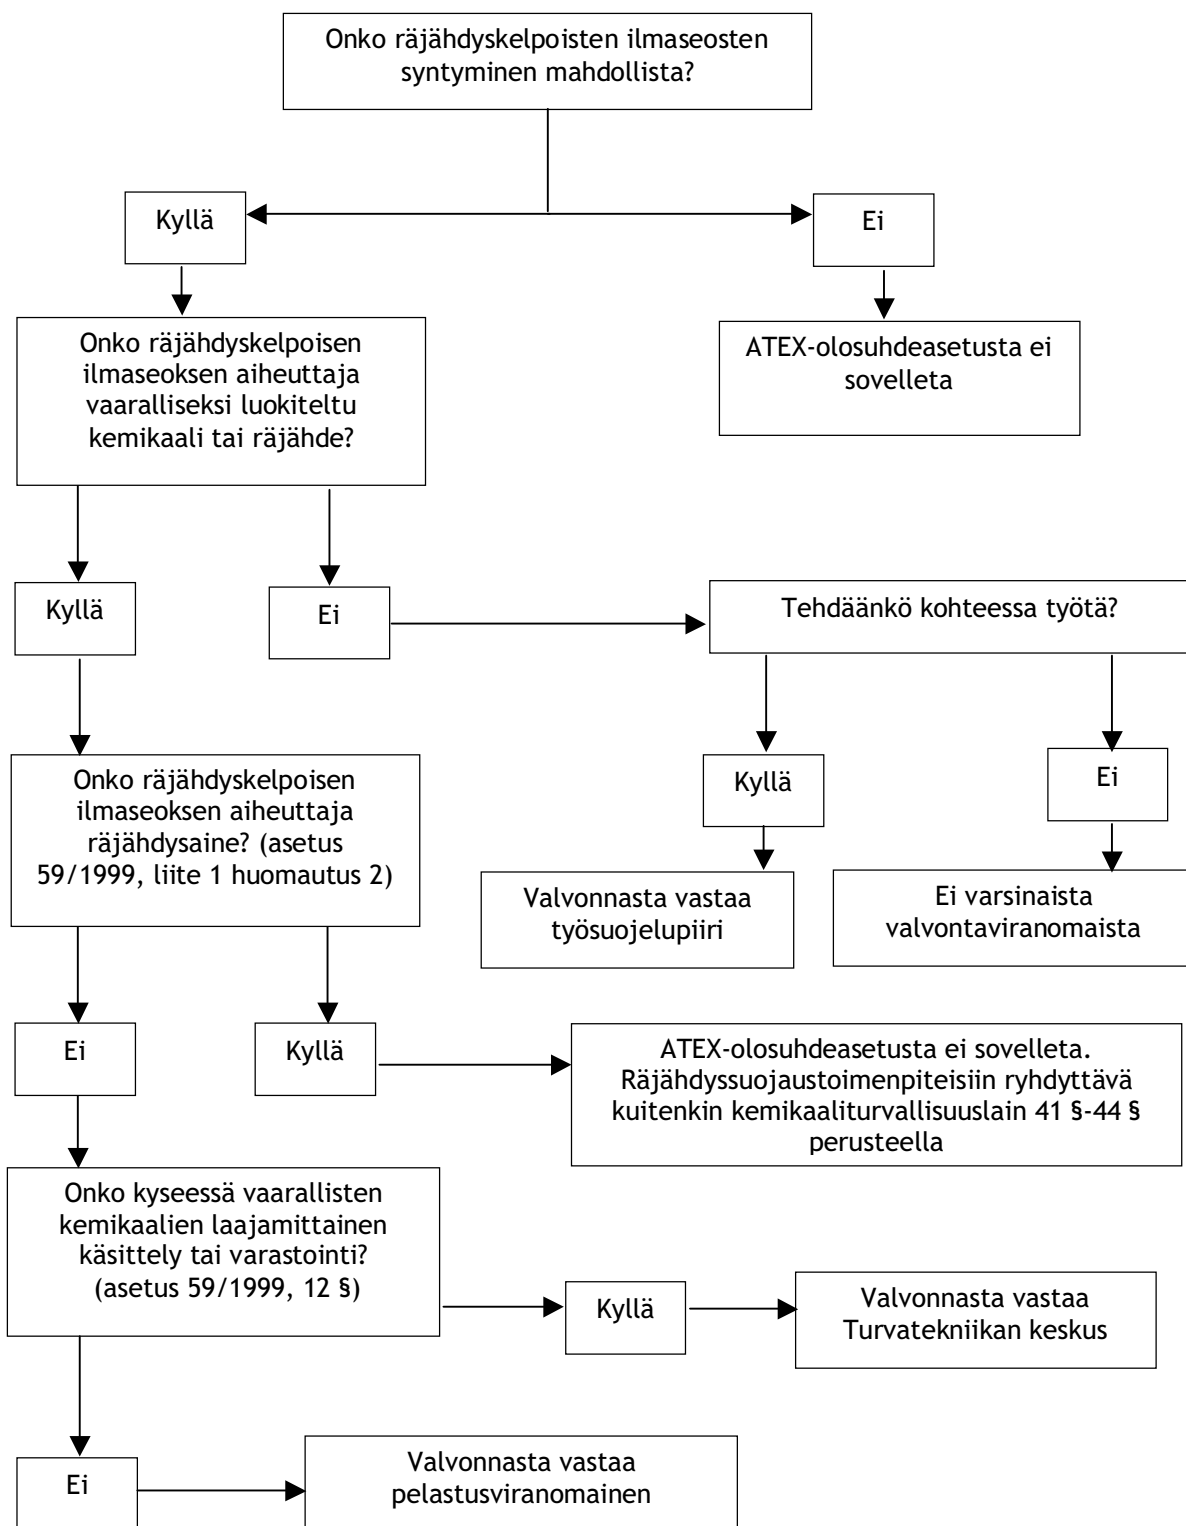 Onko räjähdyskelpoisten ilmaseosten
syntyminen mahdollista?
Kyllä
Ei
Onko räjähdyskelpoisen
ilmaseoksen aiheuttaja
vaaralliseksi luokiteltu
kemikaali tai räjähde?
ATEX-olosuhdeasetusta ei
sovelleta
Kyllä
Ei
Tehdäänkö kohteessa työtä?
Onko räjähdyskelpoisen
ilmaseoksen aiheuttaja
räjähdysaine? (asetus
59/1999, liite 1 huomautus 2)
Kyllä
Ei
Valvonnasta vastaa
työsuojelupiiri
Ei varsinaista
valvontaviranomaista
Ei
Kyllä
ATEX-olosuhdeasetusta ei sovelleta.
Räjähdyssuojaustoimenpiteisiin ryhdyttävä
kuitenkin kemikaaliturvallisuuslain 41 §-44 §
perusteella
Onko kyseessä vaarallisten
kemikaalien laajamittainen
käsittely tai varastointi?
(asetus 59/1999, 12 §)
Kyllä
Valvonnasta vastaa
Turvatekniikan keskus
Ei
Valvonnasta vastaa
pelastusviranomainen